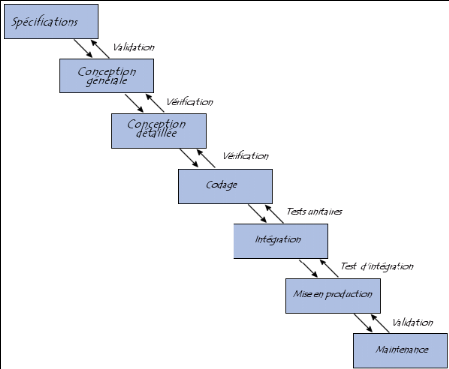 Spécifications
Validation
Conception
générale
Vérification
Conception
détaillée
Vérification
Codage
Tests unitaires
Intégration
Test d'intégration
Mise en production
Validation
Maintenance